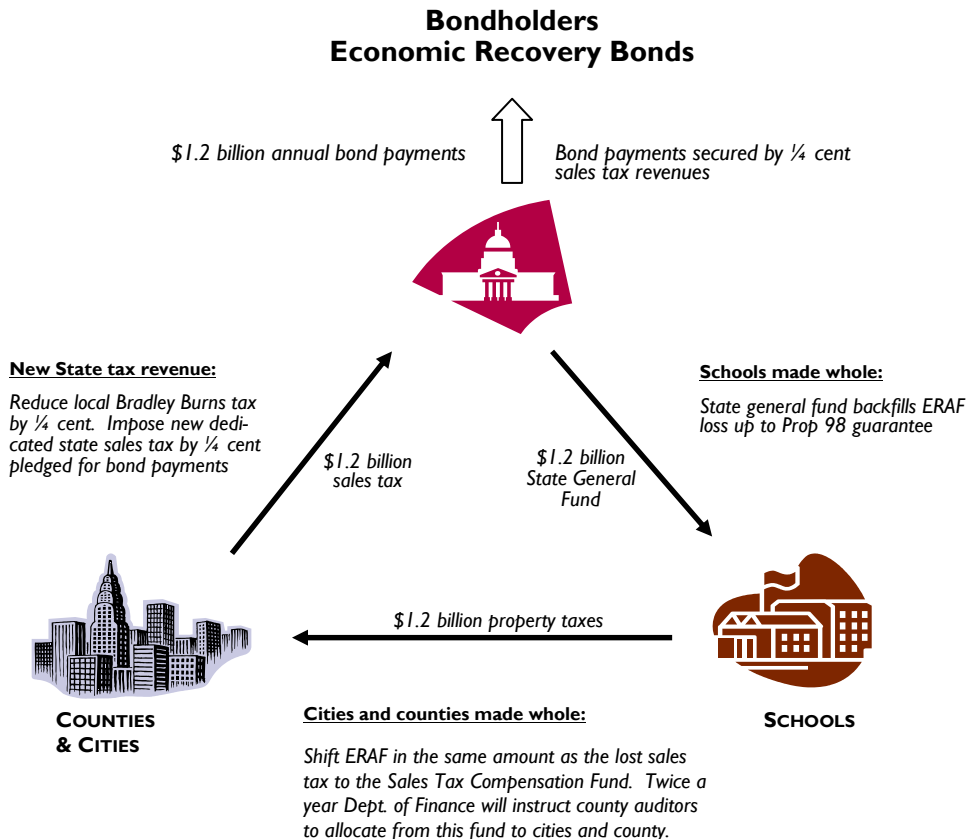 Bondholders
Economic Recovery Bonds
$1.2 billion annual bond payments
Bond payments secured by ¼ cent
sales tax revenues
New State tax revenue:
Reduce local Bradley Burns tax
by ¼ cent. Impose new dedi-
cated state sales tax by ¼ cent
pledged for bond payments
$1.2 billion
sales tax
$1.2 billion
State General
Fund
Schools made whole:
State general fund backfills ERAF
loss up to Prop 98 guarantee
$1.2 billion property taxes
COUNTIES
& CITIES
Cities and counties made whole:
Shift ERAF in the same amount as the lost sales
tax to the Sales Tax Compensation Fund. Twice a
year Dept. of Finance will instruct county auditors
to allocate from this fund to cities and county.
SCHOOLS